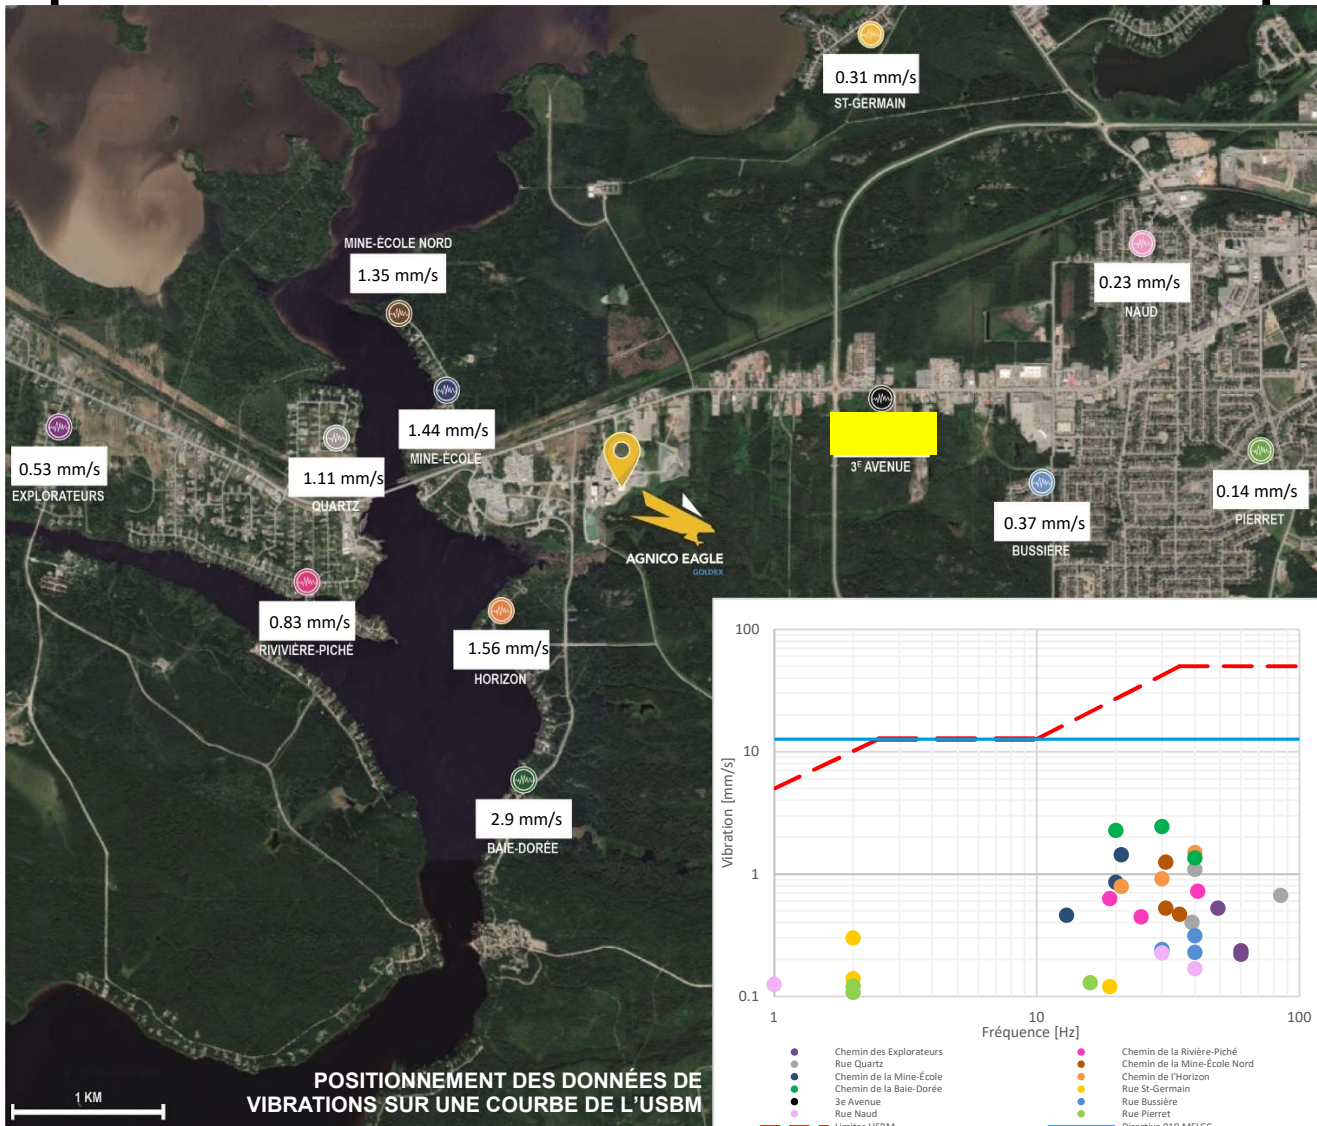 0.31 mm/s
ST-GERMAIN
MINE-ÉCOLE NORD
1.35 mm/s
0.23 mm/s
NAUD
1.44 mm/s
MINE-ÉCOLE
0.53 mm/s
EXPLORATEURS
1.11 mm/s
QUARTZ
3E AVENUE
0.14 mm/s
PIERRET
0.37 mm/s
BUSSIÈRE
AGNICO EAGLE
GOLDEX
0.83 mm/s
RIVIVIÈRE-PICHÉ
1.56 mm/s
HORIZON
2.9 mm/s
BAIE-DORÉE
POSITIONNEMENT DES DONNÉES DE
VIBRATIONS SUR UNE COURBE DE L'USBM
1 KM
100
10
1
0.1
Vibration [mm/s]
1
10
100
Fréquence [Hz]
Chemin des Explorateurs
Chemin de la Rivière-Piché
Rue Quartz
Chemin de la Mine-École Nord
Chemin de la Mine-École
Chemin de l'Horizon
Chemin de la Baie-Dorée
Rue St-Germain
3e Avenue
Rue Bussière
Rue Naud
Rue Pierret
Limites USBM
Directive 019 MELCC